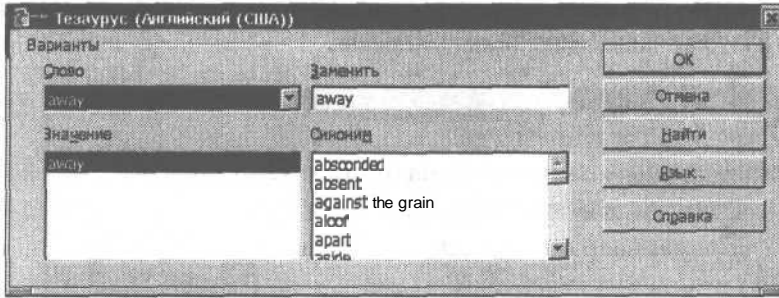 Тезаурус (Английский (США))
Варианты
Слово
Заменить
away
away
Значение
Синоним
away
absconded
absent
against the grain
aloof
apart
aside
OK
Отмена
Найти
Язык...
Справка